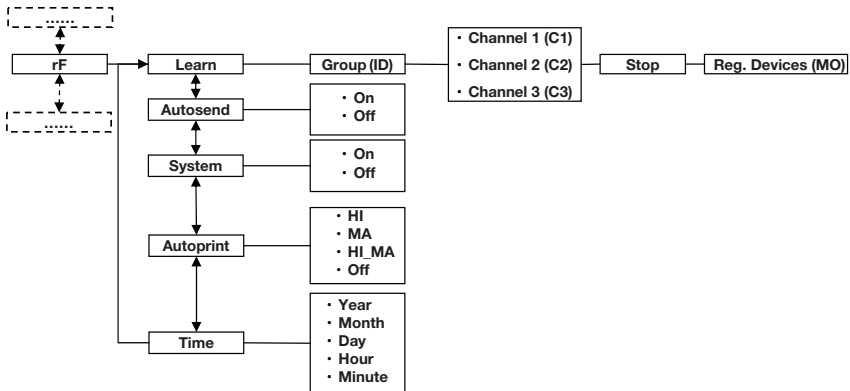 ......
rF
......
Learn
Group (ID)
• Channel 1 (C1)
• Channel 2 (C2)
• Channel 3 (C3)
Stop
Reg. Devices (MO)
Autosend
• On
• Off
System
• On
• Off
Autoprint
• HI
• MA
• HI_MA
• Off
Time
• Year
• Month
• Day
• Hour
• Minute